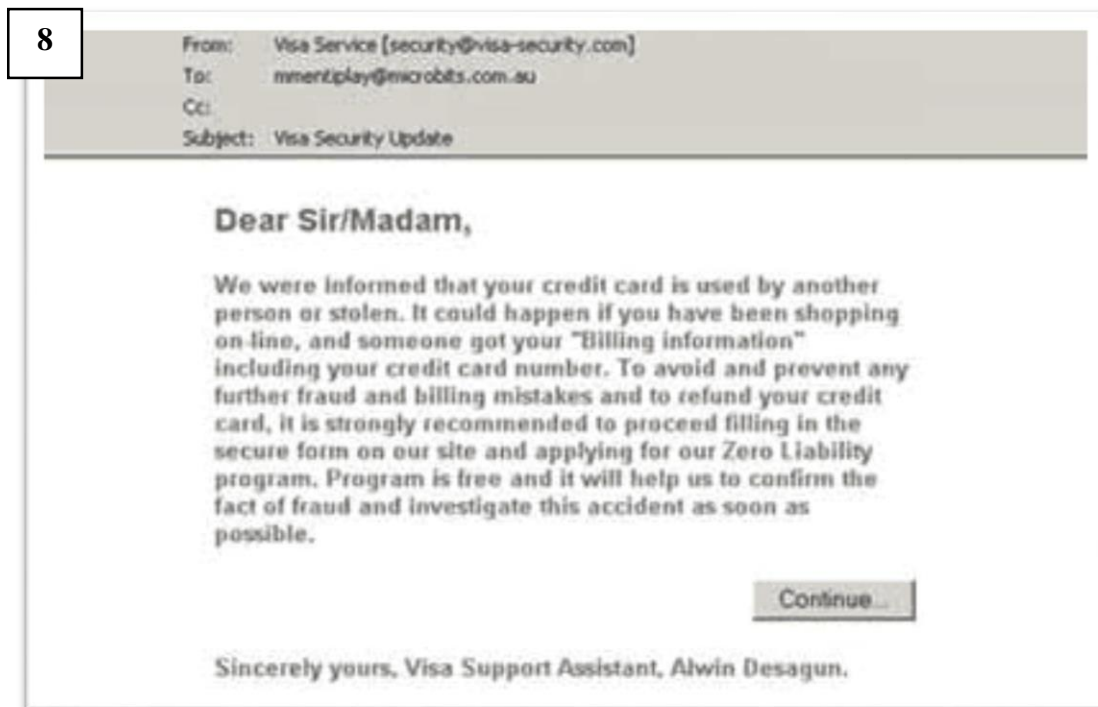 8
From: Visa Service [security@visa-security.com]
To: mmentiplay@microbits.com.au
Cc:
Subject: Visa Security Update
Dear Sir/Madam,
We were informed that your credit card is used by another
person or stolen. It could happen if you have been shopping
on-line, and someone got your "Billing information"
including your credit card number. To avoid and prevent any
further fraud and billing mistakes and to refund your credit
card, it is strongly recommended to proceed filling in the
secure form on our site and applying for our Zero Liability
program. Program is free and it will help us to confirm the
fact of fraud and investigate this accident as soon as
possible.
Continue...
Sincerely yours, Visa Support Assistant, Alwin Desagun.